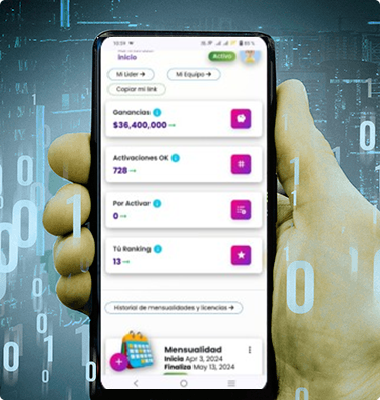 Inicio
Activo
Mi Lider →
Mi Equipo →
Copiar mi link
Ganancias
$36,400,000 →
Activaciones OK
728 →
Por Activar
0 →
Tú Ranking
13 →
Historial de mensualidades y licencias →
Mensualidad
Inicia Apr 3, 2024
Finaliza May 13, 2024